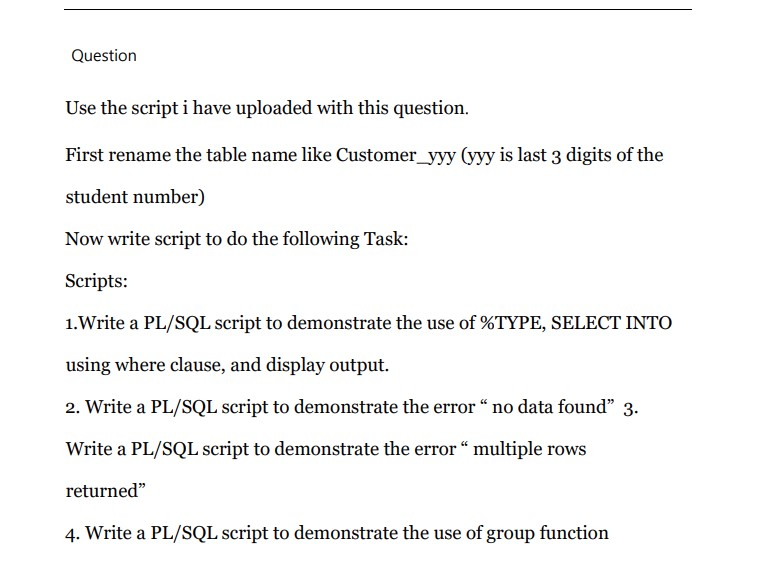 Question
Use the script i have uploaded with this question.
First rename the table name like Customer_yyy (yyy is last 3 digits of the
student number)
Now write script to do the following Task:
Scripts:
1.Write a PL/SQL script to demonstrate the use of %TYPE, SELECT INTO
using where clause, and display output.
2. Write a PL/SQL script to demonstrate the error “ no data found” 3.
Write a PL/SQL script to demonstrate the error “ multiple rows
returned”
4. Write a PL/SQL script to demonstrate the use of group function